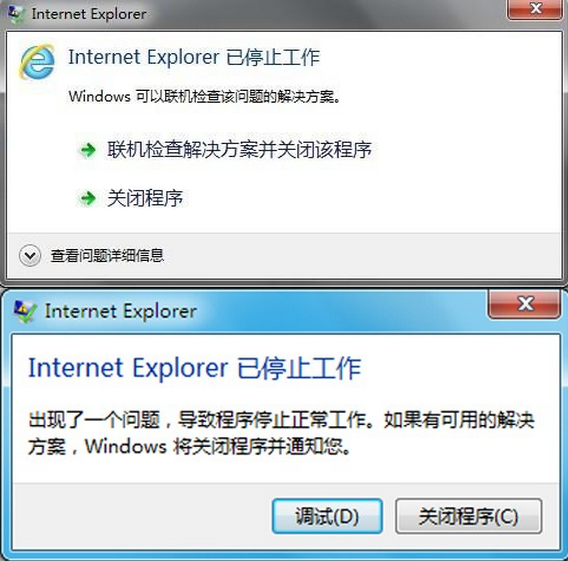 Internet Explorer
Internet Explorer 已停止工作
Windows 可以联机检查该问题的解决方案。
联机检查解决方案并关闭该程序
关闭程序
查看问题详细信息
Internet Explorer
Internet Explorer 已停止工作
出现了一个问题，导致程序停止正常工作。如果有可用的解决
方案，Windows 将关闭程序并通知您。
调试(D) 关闭程序(C)